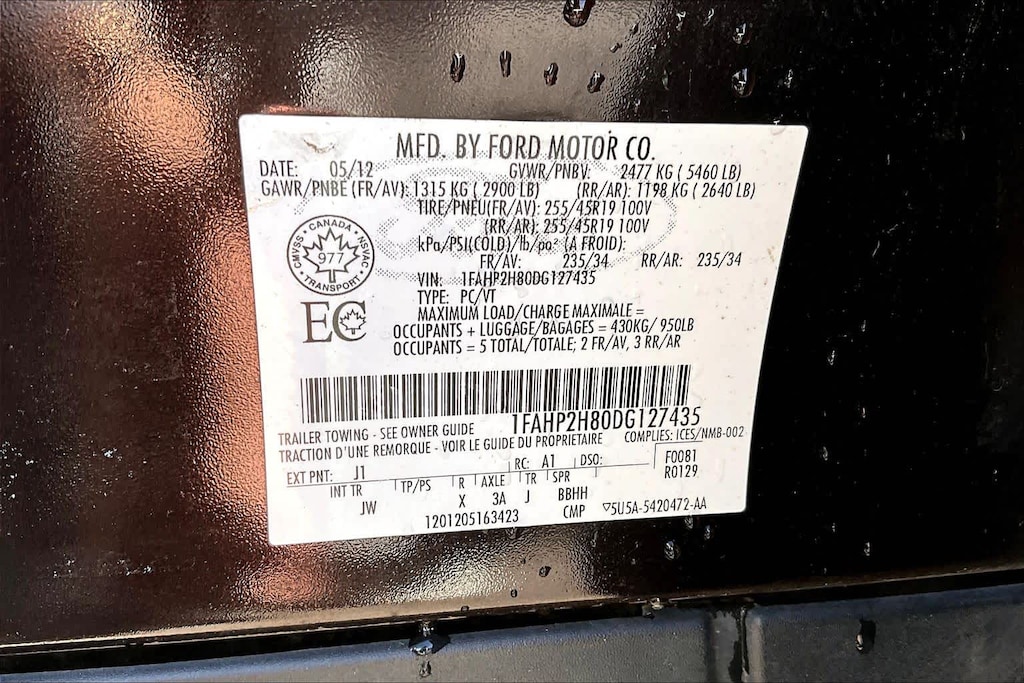 MFD. BY FORD MOTOR CO.
DATE: 05/12 GVWR/PNBV: 2477 KG ( 5460 LB)
GAWR/PNBE (FR/AV): 1315 KG ( 2900 LB) (RR/AR): 1198 KG ( 2640 LB)
TIRE/PNEU(FR/AV): 255/45R19 100V
(RR/AR): 255/45R19 100V
kPa/PSI(COLD)/lb/po² (A FROID):
FR/AV: 235/34 RR/AR: 235/34
VIN: 1FAHP2H80DG127435
TYPE: PC/VT
MAXIMUM LOAD/CHARGE MAXIMALE =
OCCUPANTS + LUGGAGE/BAGAGES = 430KG/ 950LB
OCCUPANTS = 5 TOTAL/TOTALE; 2 FR/AV, 3 RR/AR
CMVSS • CANADA • NSVAC • TRANSPORT •
977
EC
1FAHP2H80DG127435
TRAILER TOWING - SEE OWNER GUIDE
TRACTION D'UNE REMORQUE - VOIR LE GUIDE DU PROPRIETAIRE
COMPLIES: ICES/NMB-002
EXT PNT: J1 RC: A1 DSO: F0081
R0129
INT TR TP/PS R AXLE TR SPR
JW X 3A J BBHH
1201205163423 CMP ▽5U5A-5420472-AA